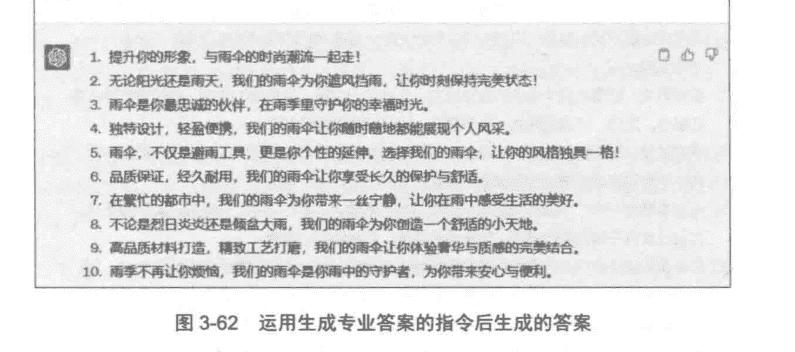 1. 提升你的形象，与雨伞的时尚潮流一起走！
2. 无论阳光还是雨天，我们的雨伞为你遮风挡雨，让你时刻保持完美状态！
3. 雨伞是你最忠诚的伙伴，在雨季里守护你的幸福时光。
4. 独特设计，轻盈便携，我们的雨伞让你随时随地都能展现个人风采。
5. 雨伞，不仅是避雨工具，更是你个性的延伸。选择我们的雨伞，让你的风格独具一格！
6. 品质保证，经久耐用，我们的雨伞让你享受长久的保护与舒适。
7. 在繁忙的都市中，我们的雨伞为你带来一丝宁静，让你在雨中感受生活的美好。
8. 不论是烈日炎炎还是倾盆大雨，我们的雨伞为你创造一个舒适的小天地。
9. 高品质材料打造，精致工艺打磨，我们的雨伞让你体验奢华与质感的完美结合。
10. 雨季不再让你烦恼，我们的雨伞是你雨中的守护者，为你带来安心与便利。
图 3-62 运用生成专业答案的指令后生成的答案